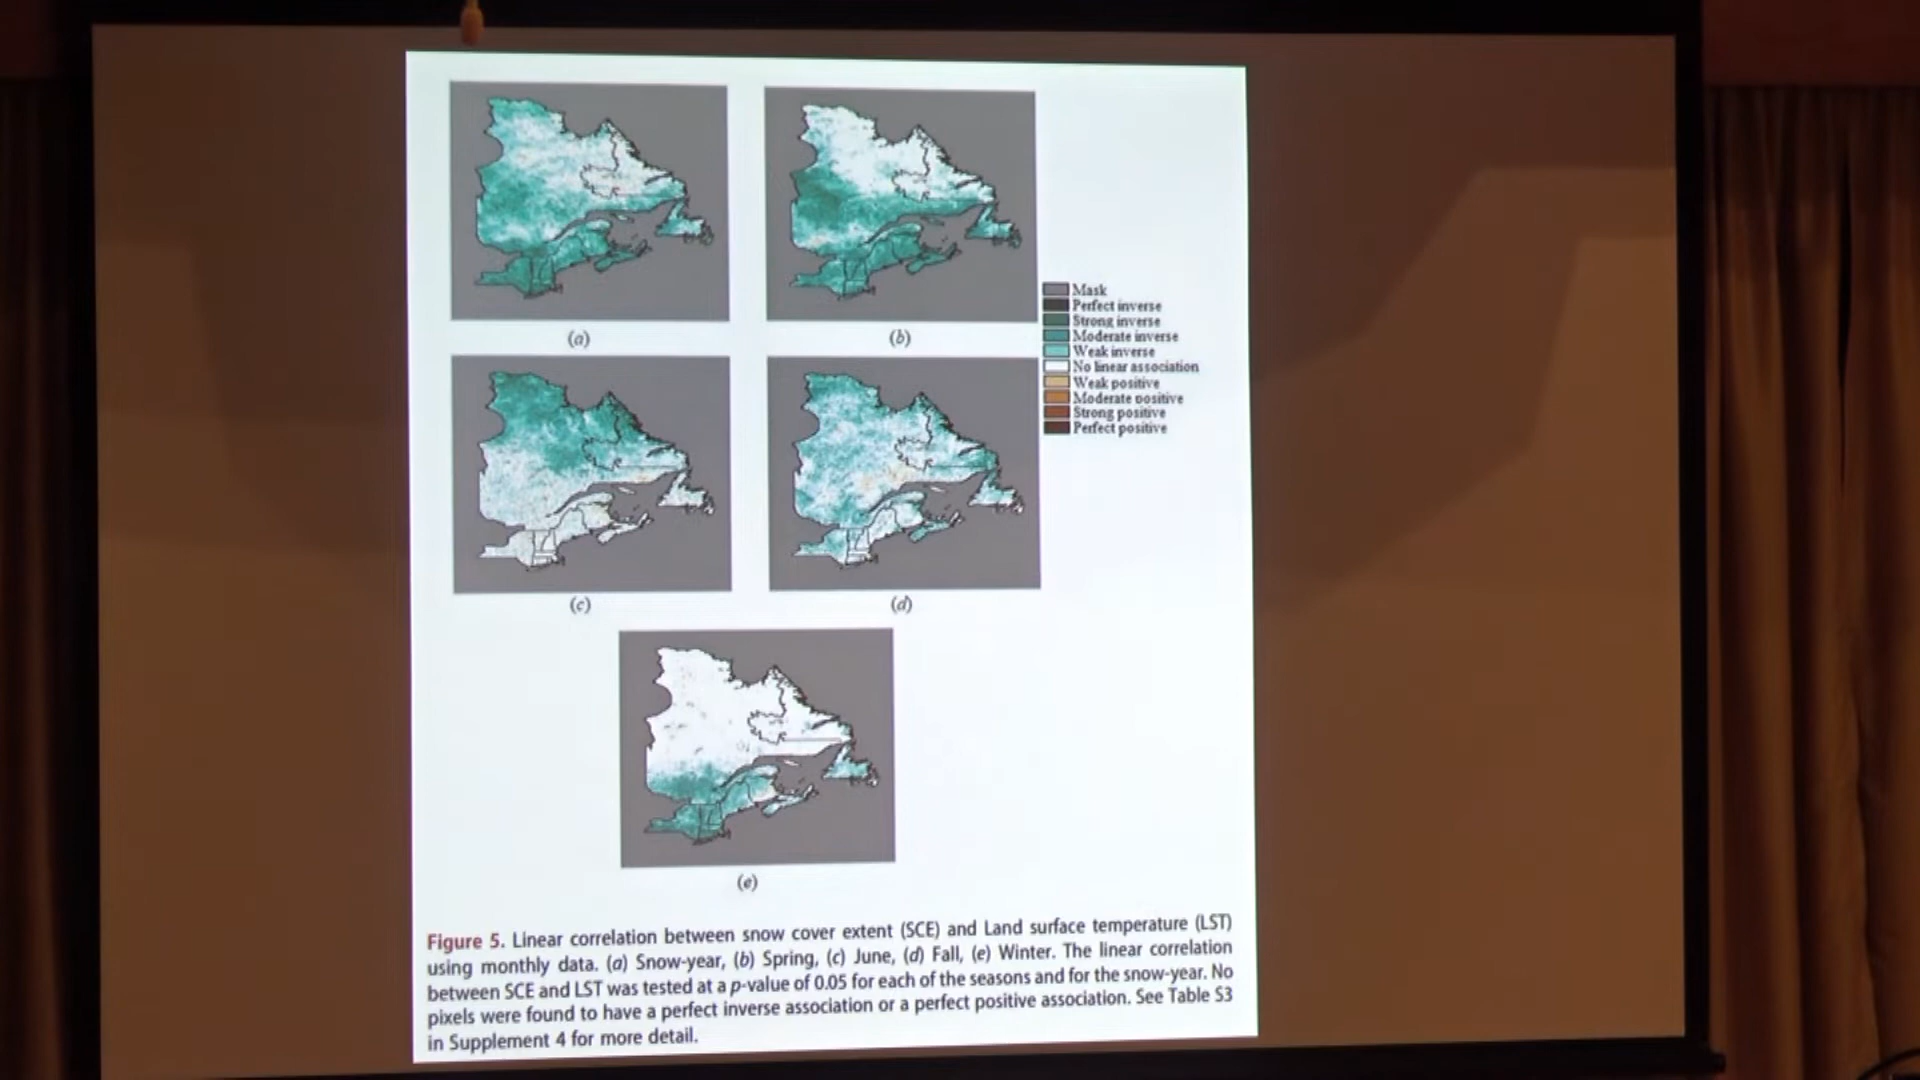 (a)
(b)
Mask
Perfect inverse
Strong inverse
Moderate inverse
Weak inverse
No linear association
Weak positive
Moderate positive
Strong positive
Perfect positive
(c)
(d)
(e)
Figure 5. Linear correlation between snow cover extent (SCE) and Land surface temperature (LST)
using monthly data. (a) Snow-year, (b) Spring, (c) June, (d) Fall, (e) Winter. The linear correlation
between SCE and LST was tested at a p-value of 0.05 for each of the seasons and for the snow-year. No
pixels were found to have a perfect inverse association or a perfect positive association. See Table S3
in Supplement 4 for more detail.